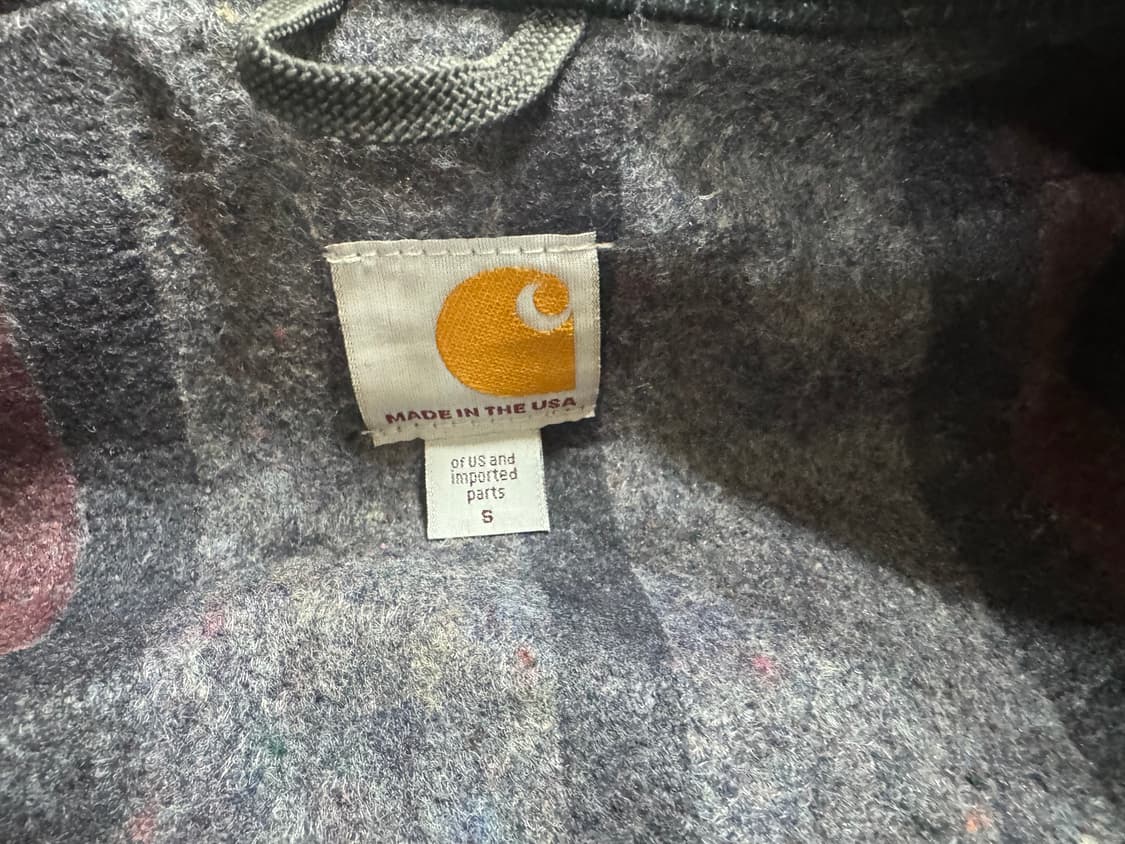 MADE IN THE USA
of US and
imported
parts
S